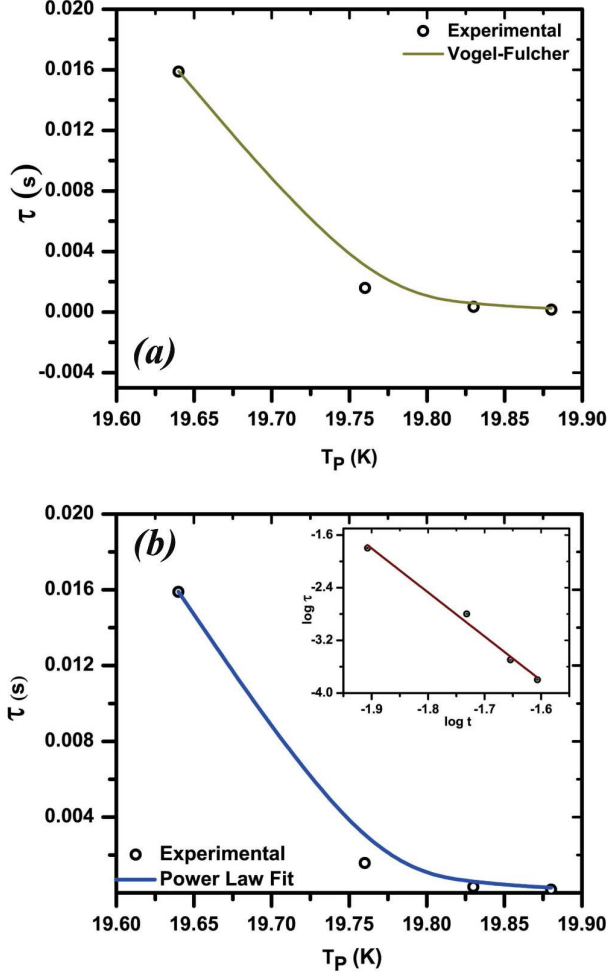 Experimental
Vogel-Fulcher
0.020
0.016
0.012
0.008
0.004
0.000
-0.004
τ (s)
(a)
19.60 19.65 19.70 19.75 19.80 19.85 19.90
TP (K)
(b)
0.020
0.016
0.012
0.008
0.004
τ (s)
-1.6
-2.4
-3.2
-4.0
log τ
-1.9 -1.8 -1.7 -1.6
log t
Experimental
Power Law Fit
19.60 19.65 19.70 19.75 19.80 19.85 19.90
TP (K)